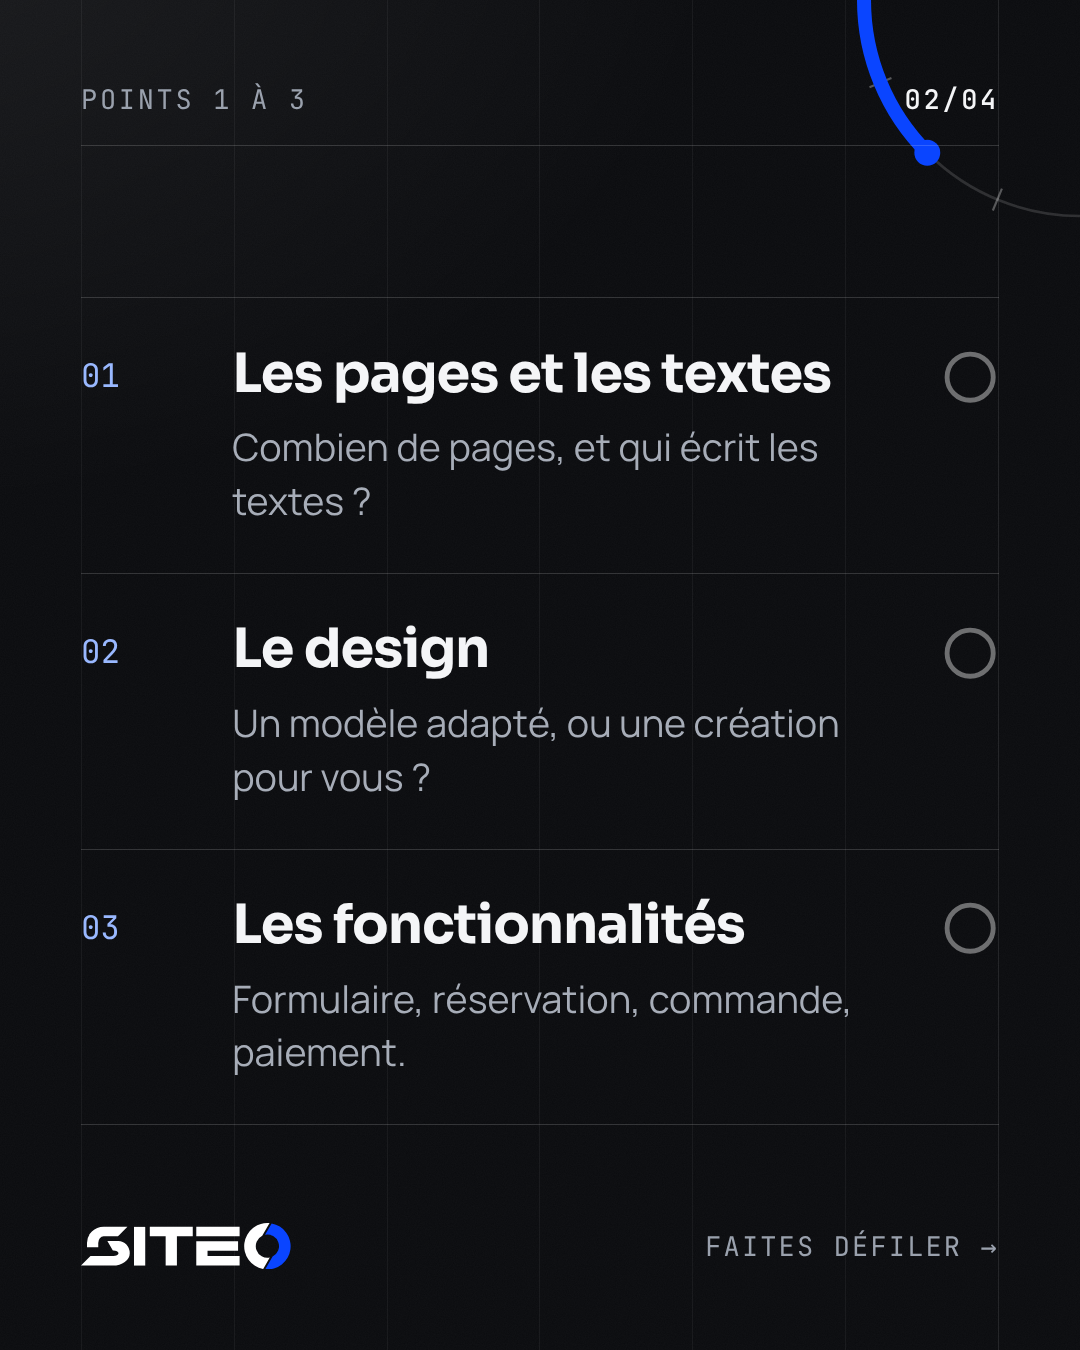 POINTS 1 À 3
02/04
01
Les pages et les textes
Combien de pages, et qui écrit les
textes ?
02
Le design
Un modèle adapté, ou une création
pour vous ?
03
Les fonctionnalités
Formulaire, réservation, commande,
paiement.
SITEO
FAITES DÉFILER →